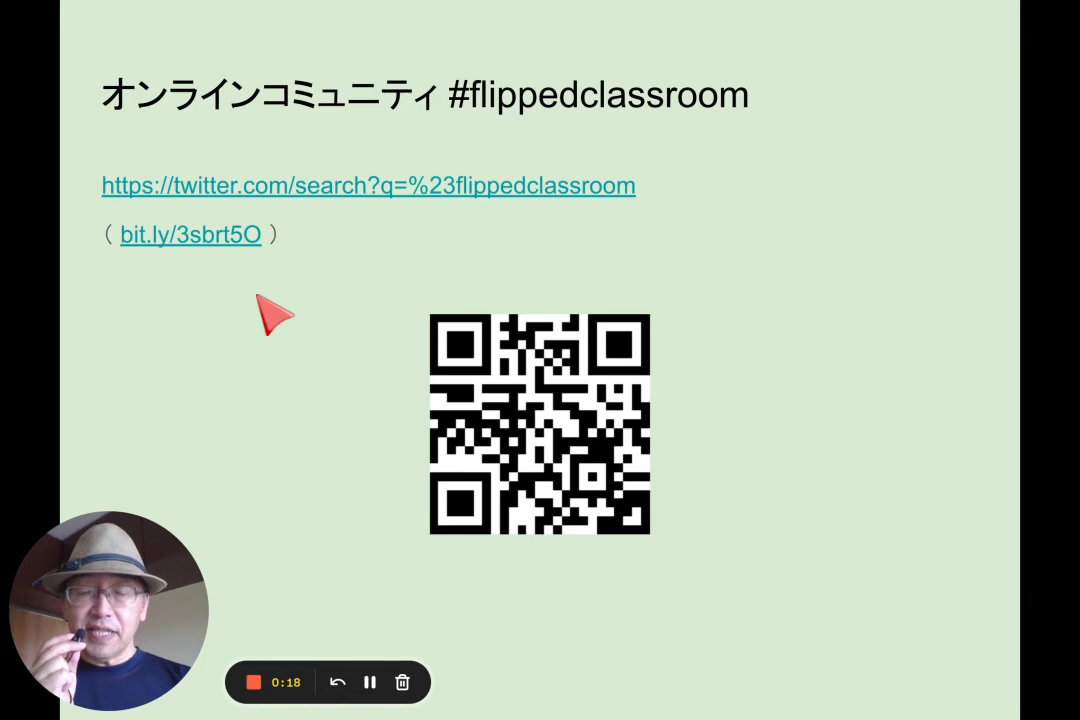 オンラインコミュニティ #flippedclassroom
https://twitter.com/search?q=%23flippedclassroom
（ bit.ly/3sbrt5O ）
0:18